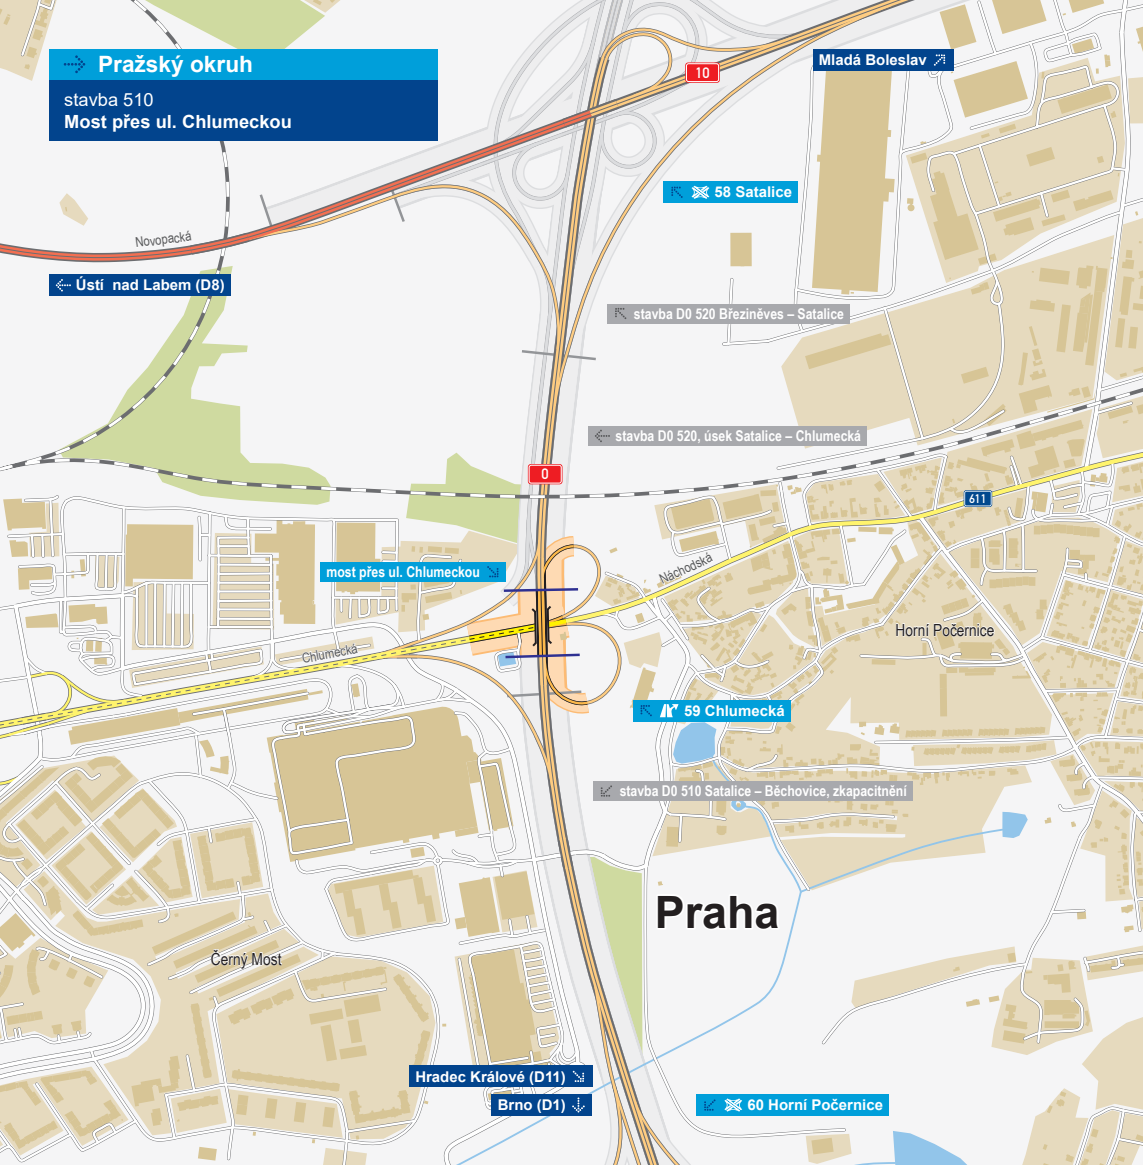 Pražský okruh
stavba 510
Most přes ul. Chlumeckou
Mladá Boleslav
10
58 Satalice
Novopacká
Ústí nad Labem (D8)
stavba D0 520 Březiněves – Satalice
stavba D0 520, úsek Satalice – Chlumecká
0
611
most přes ul. Chlumeckou
Náchodská
Horní Počernice
Chlumecká
59 Chlumecká
stavba D0 510 Satalice – Běchovice, zkapacitnění
Praha
Černý Most
Hradec Králové (D11)
Brno (D1)
60 Horní Počernice